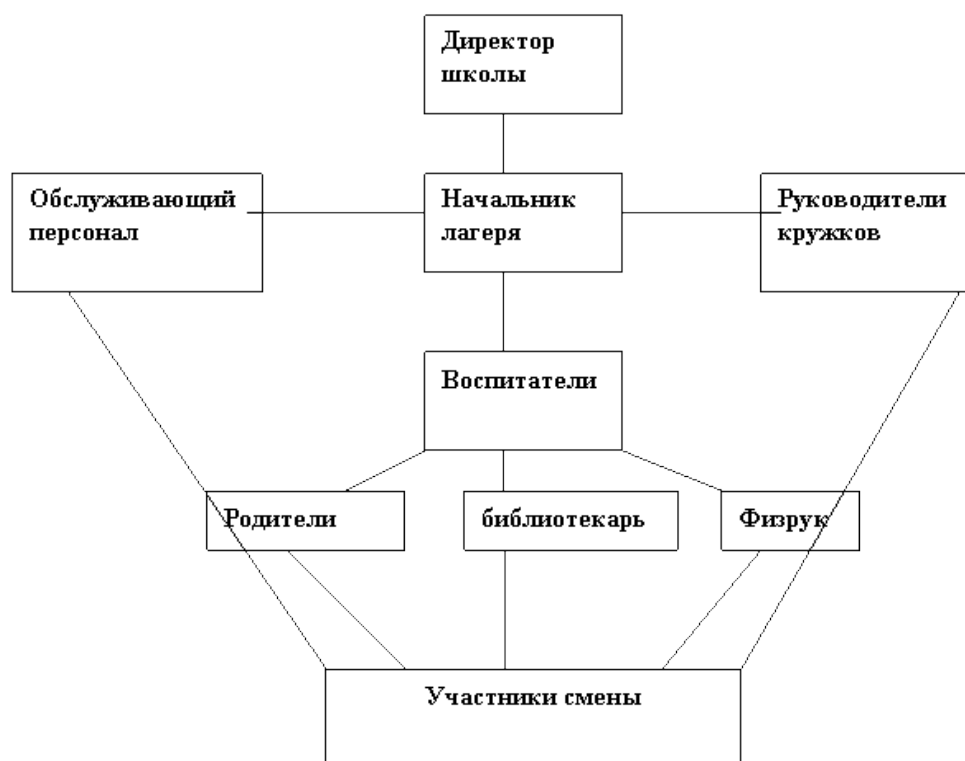 Директор
школы
Обслуживающий
персонал
Начальник
лагеря
Руководители
кружков
Воспитатели
Родители
библиотекарь
Физрук
Участники смены